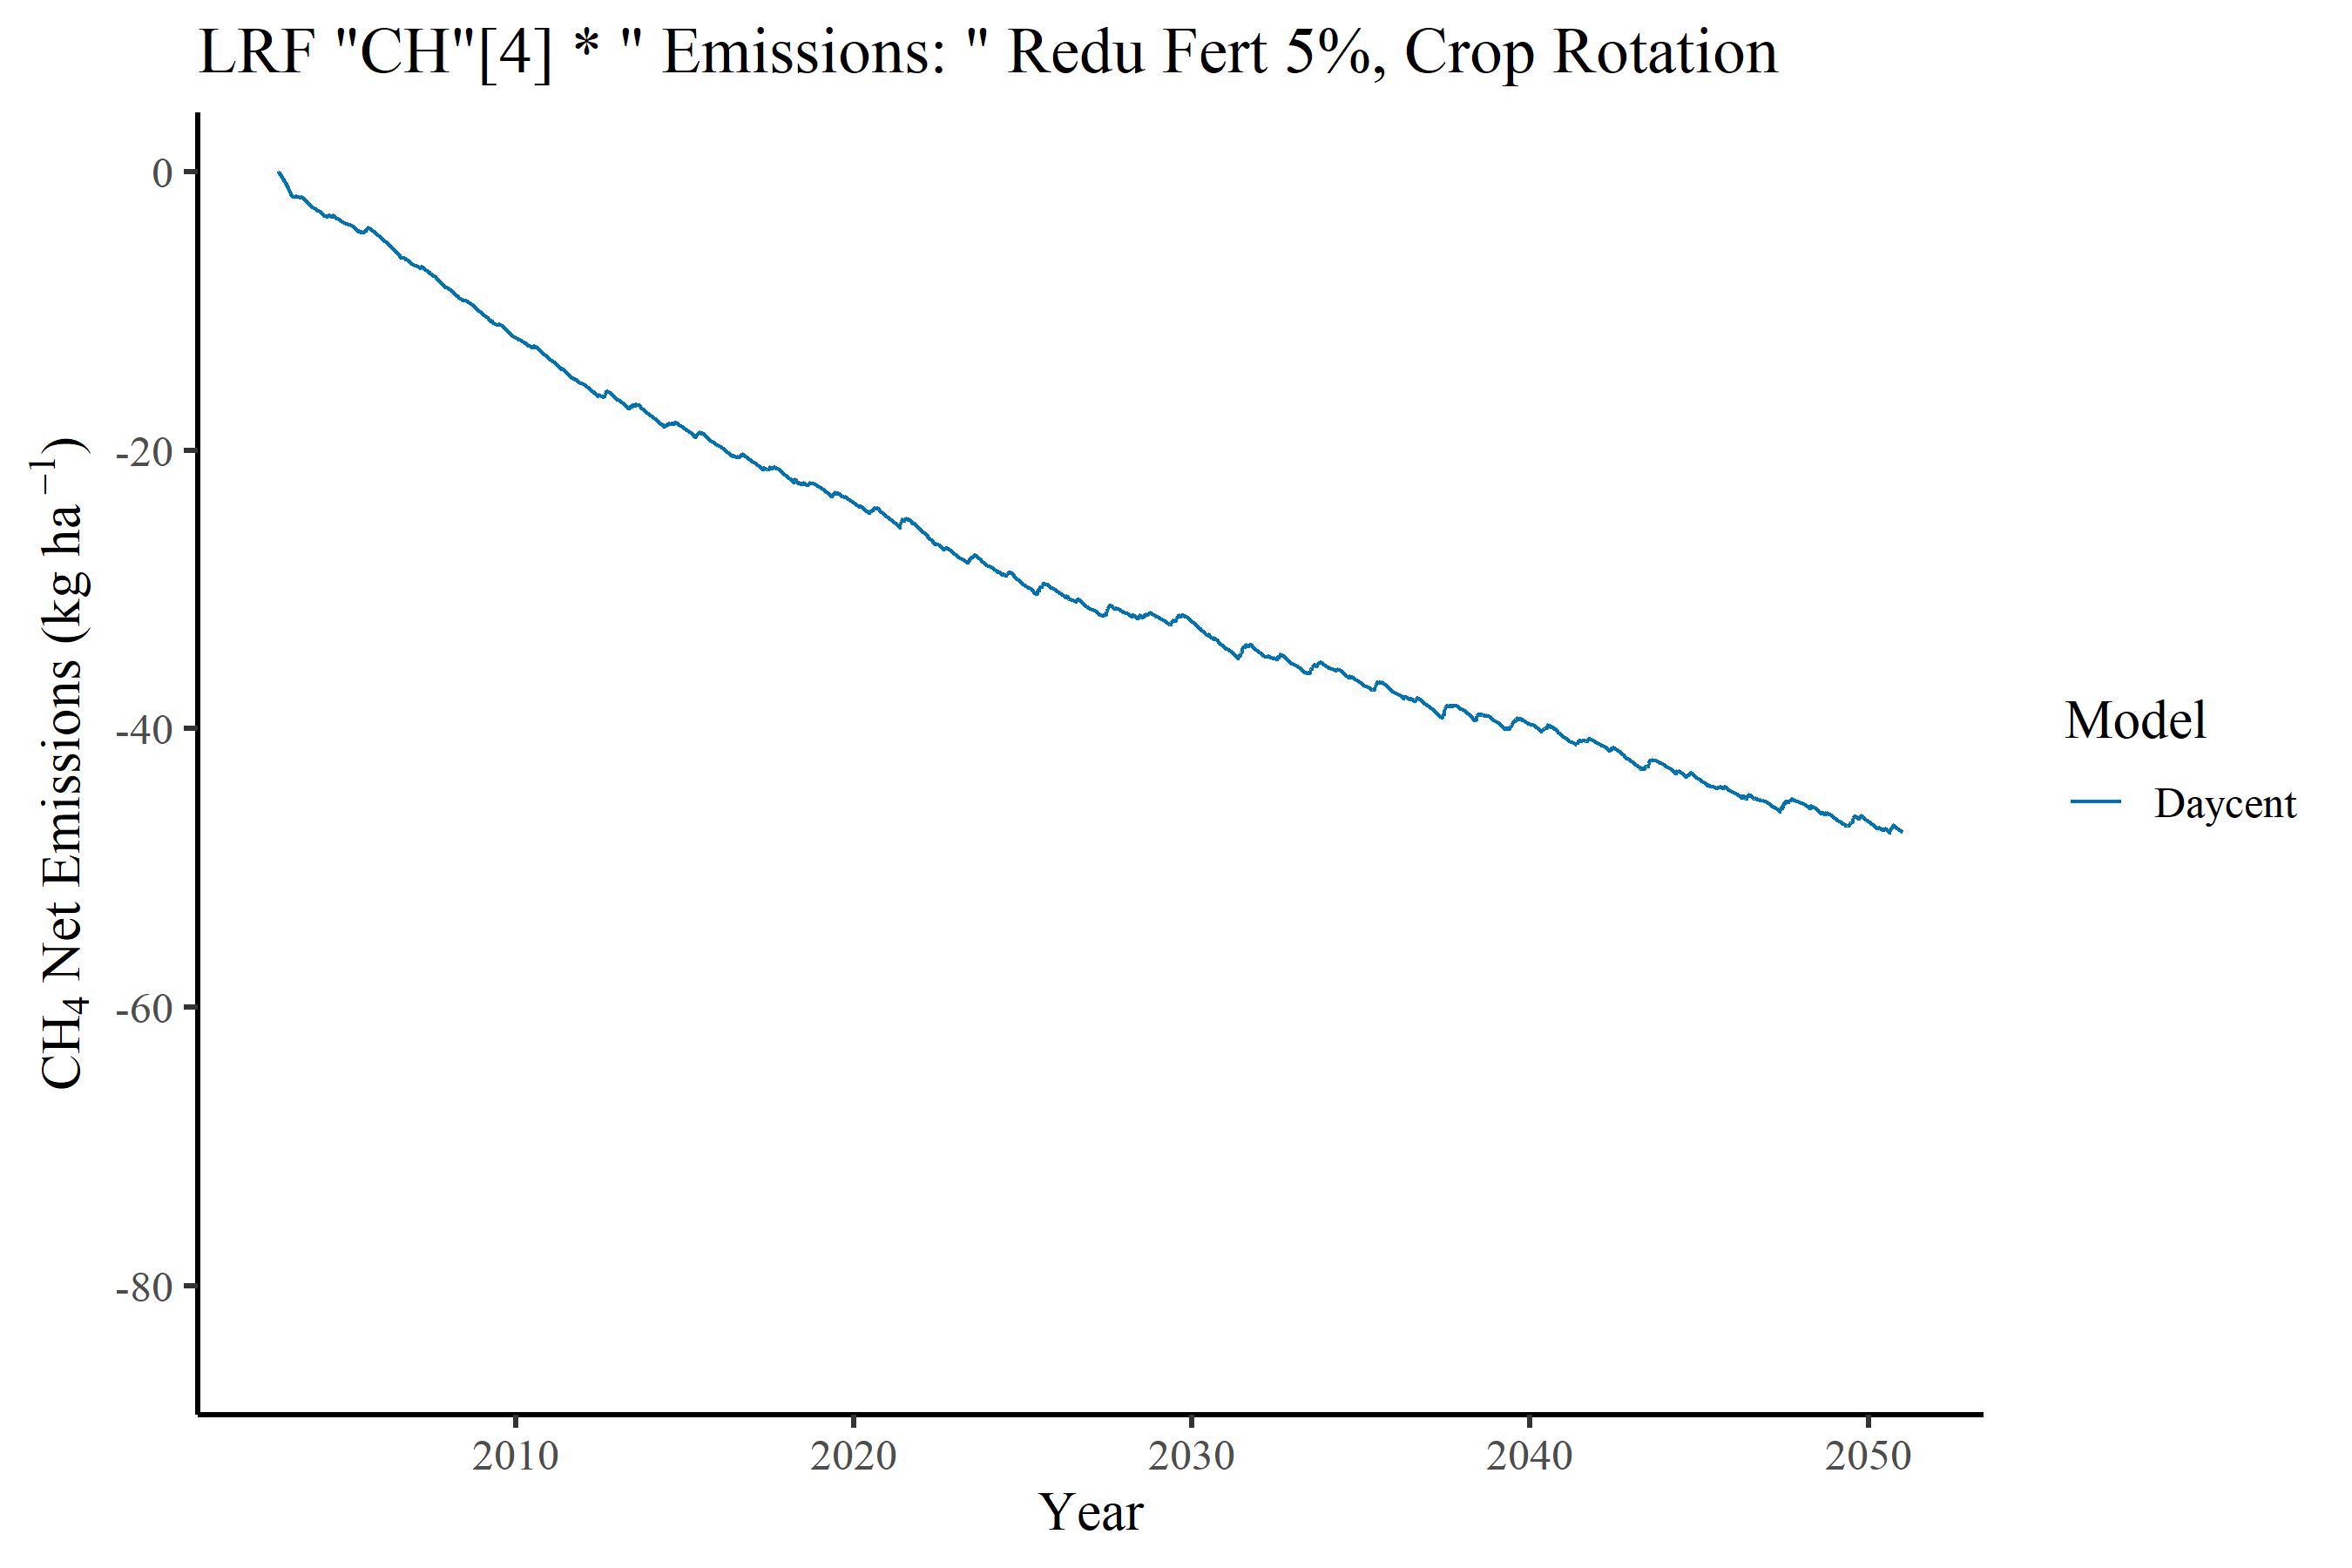 LRF "CH"[4] * " Emissions: " Redu Fert 5%, Crop Rotation
CH₄ Net Emissions (kg ha⁻¹)
0
-20
-40
-60
-80
2010 2020 2030 2040 2050
Year
Model
Daycent